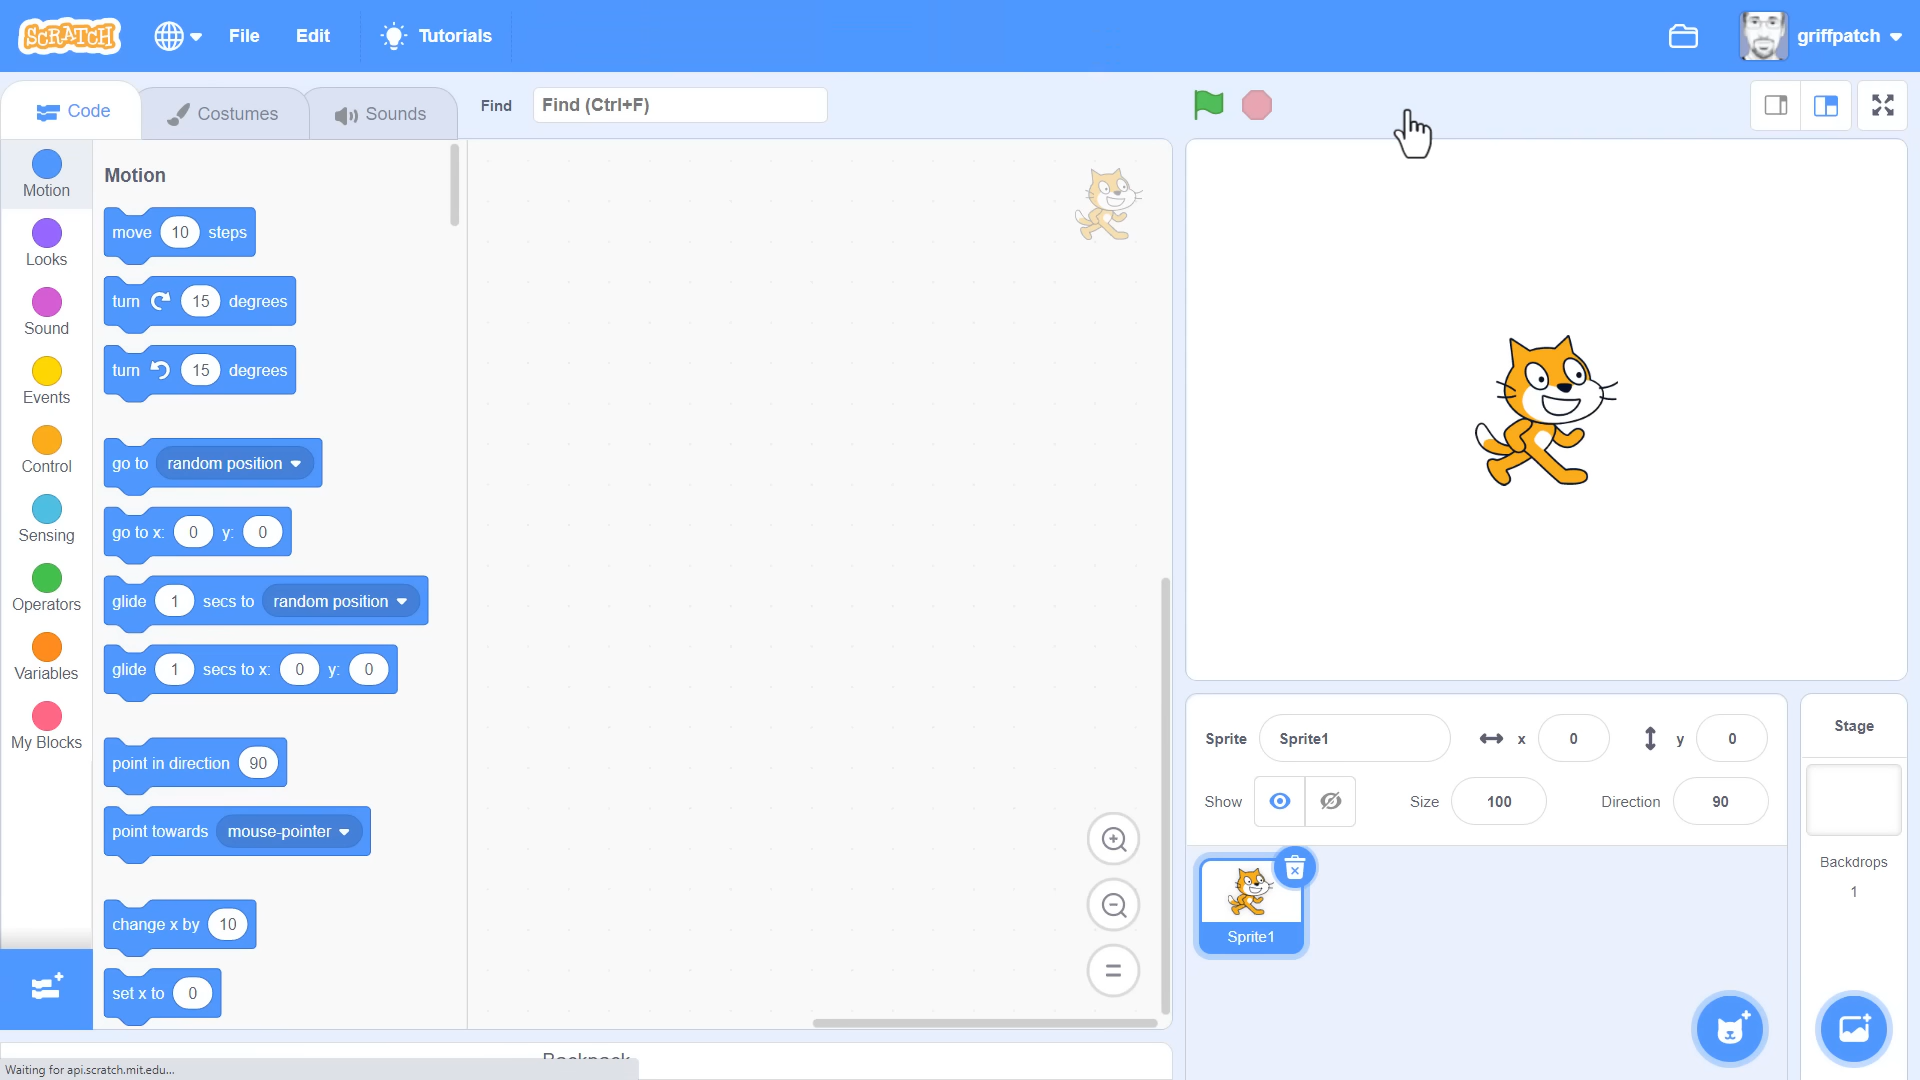 SCRATCH
File
Edit
Tutorials
griffpatch
Code
Costumes
Sounds
Find
Find (Ctrl+F)
Motion
Looks
Sound
Events
Control
Sensing
Operators
Variables
My Blocks
Motion
move 10 steps
turn 15 degrees
turn 15 degrees
go to random position
go to x: 0 y: 0
glide 1 secs to random position
glide 1 secs to x: 0 y: 0
point in direction 90
point towards mouse-pointer
change x by 10
set x to 0
Sprite Sprite1 x 0 y 0
Show Size 100 Direction 90
Sprite1
Stage
Backdrops
1
Backpack
Waiting for api.scratch.mit.edu...